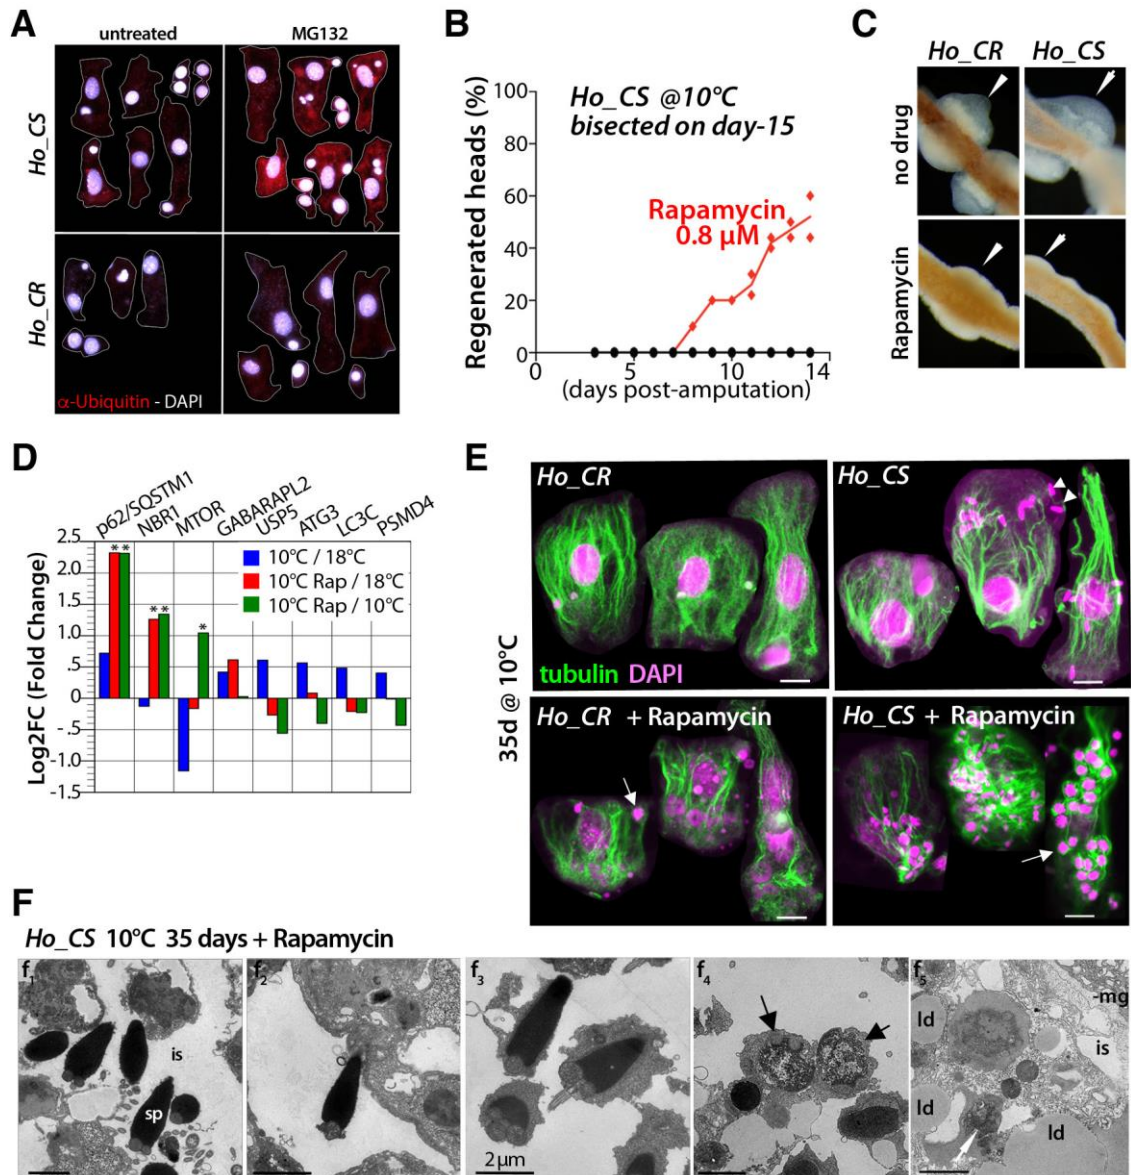 A
untreated
MG132
Ho_CS
Ho_CR
α-Ubiquitin - DAPI
B
Regenerated heads (%)
100
80
60
40
20
0
Ho_CS @10°C
bisected on day-15
Rapamycin
0.8 µM
0
5
10
14
(days post-amputation)
C
Ho_CR
Ho_CS
no drug
Rapamycin
D
p62/SQSTM1
NBR1
MTOR
GABARAPL2
USP5
ATG3
LC3C
PSMD4
Log2FC (Fold Change)
2.5
2.0
1.5
1.0
.5
0
-.5
-1.0
-1.5
* *
* *
*
10°C / 18°C
10°C Rap / 18°C
10°C Rap / 10°C
E
35d @ 10°C
Ho_CR
Ho_CS
tubulin DAPI
Ho_CR + Rapamycin
Ho_CS + Rapamycin
F
Ho_CS 10°C 35 days + Rapamycin
f1
is
sp
f2
f3
2 µm
f4
f5
-mg
ld
is
ld
ld